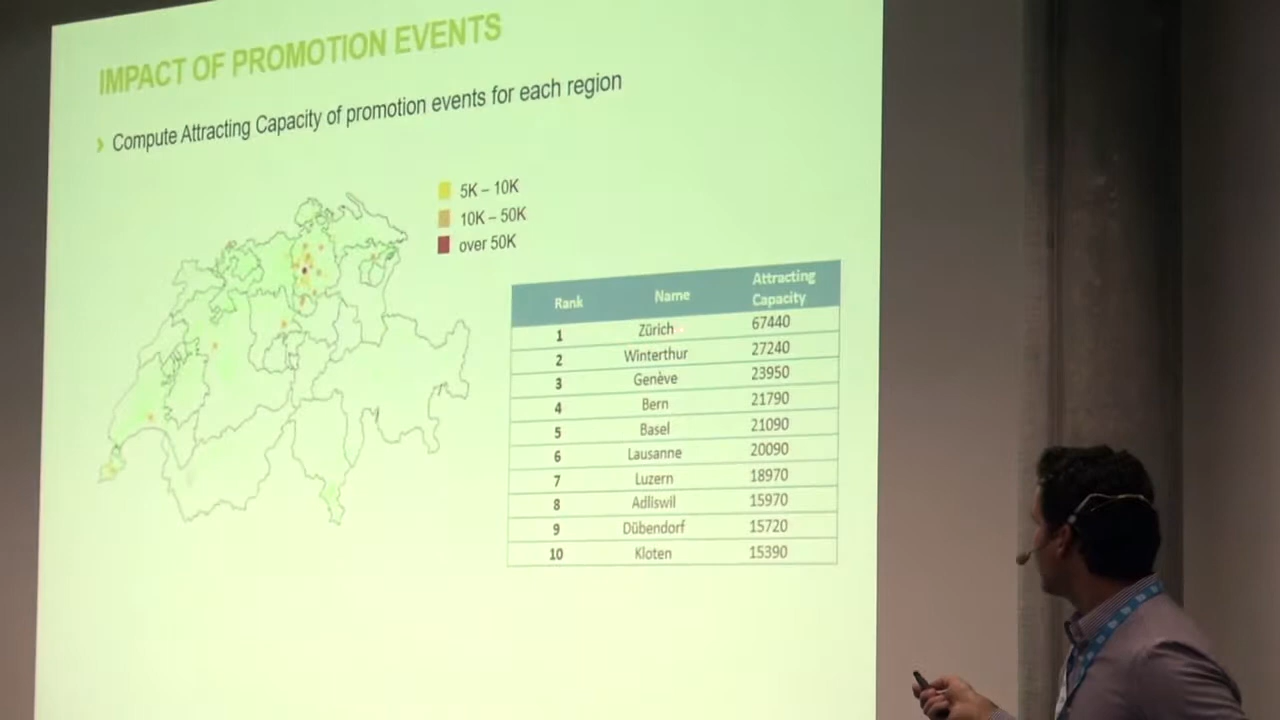 IMPACT OF PROMOTION EVENTS
› Compute Attracting Capacity of promotion events for each region
5K – 10K
10K – 50K
over 50K
Rank Name Attracting Capacity
1 Zürich 67440
2 Winterthur 27240
3 Genève 23950
4 Bern 21790
5 Basel 21090
6 Lausanne 20090
7 Luzern 18970
8 Adliswil 15970
9 Dübendorf 15720
10 Kloten 15390